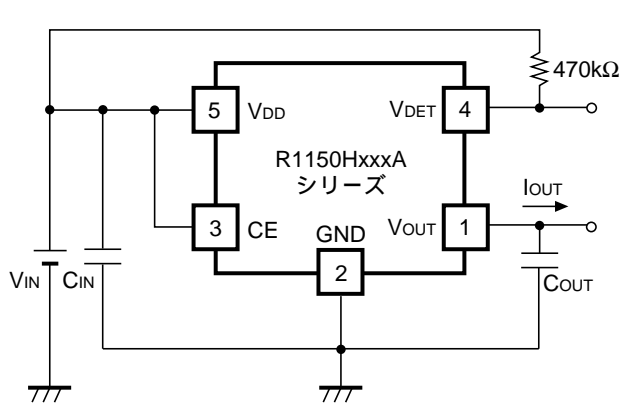 470kΩ
5 VDD
VDET 4
R1150HxxxA
シリーズ
IOUT
3 CE
GND
VOUT 1
2
VIN
CIN
COUT